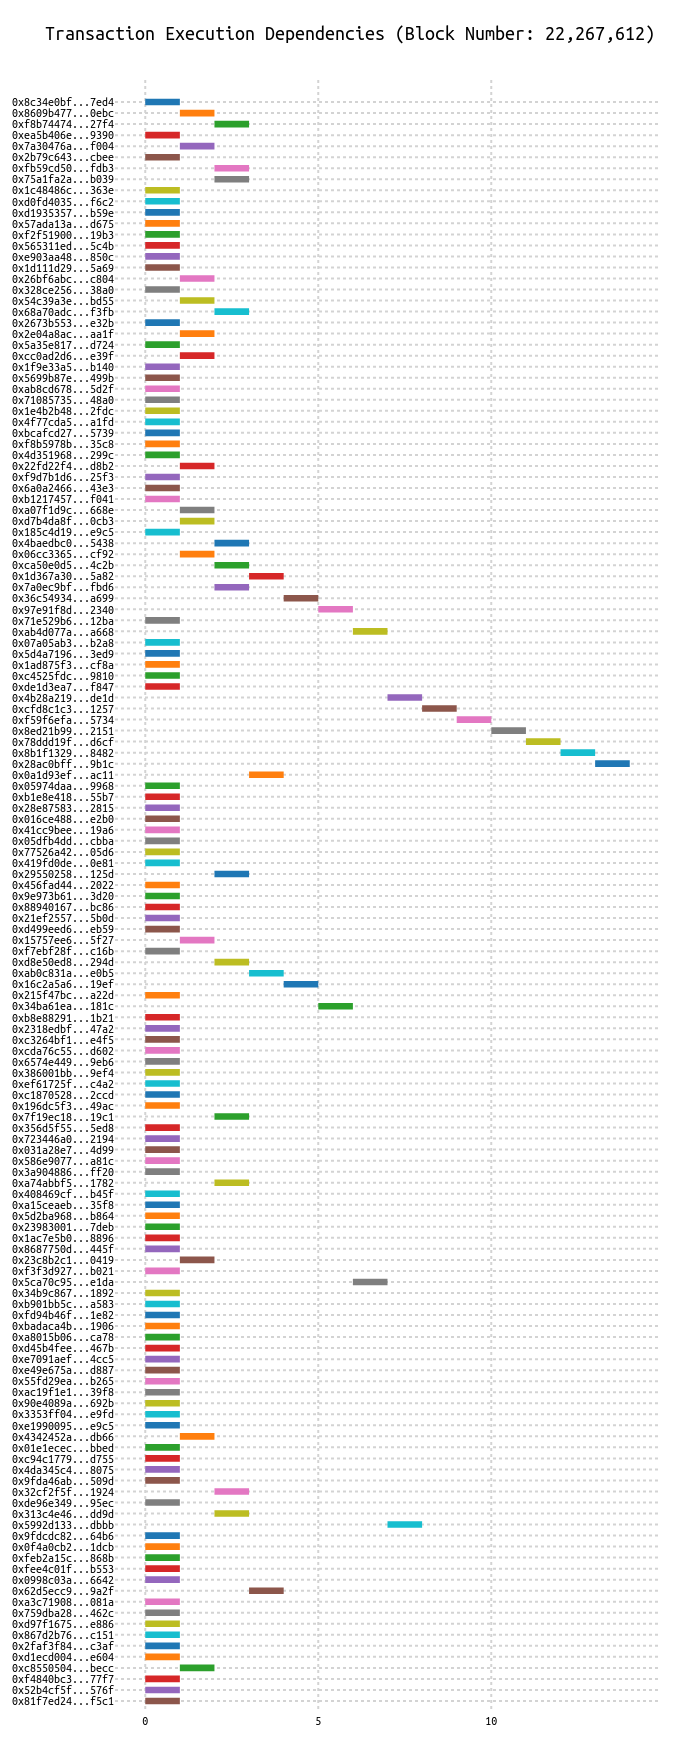 Transaction Execution Dependencies (Block Number: 22,267,612)
0x8c34e0bf...7ed4
0x8609b477...0ebc
0xf8b74474...27f4
0xea5b406e...9390
0x7a30476a...f004
0x2b79c643...cbee
0xfb59cd50...fdb3
0x75a1fa2a...b039
0x1c48486c...363e
0xd0fd4035...f6c2
0xd1935357...b59e
0x57ada13a...d675
0xf2f51900...19b3
0x565311ed...5c4b
0xe903aa48...850c
0x1d111d29...5a69
0x26bf6abc...c804
0x328ce256...38a0
0x54c39a3e...bd55
0x68a70adc...f3fb
0x2673b553...e32b
0x2e04a8ac...aa1f
0x5a35e817...d724
0xcc0ad2d6...e39f
0x1f9e33a5...b140
0x5699b87e...499b
0xab8cd678...5d2f
0x71085735...48a0
0x1e4b2b48...2fdc
0x4f77cda5...a1fd
0xbcafcd27...5739
0xf8b5978b...35c8
0x4d351968...299c
0x22fd22f4...d8b2
0xf9d7b1d6...25f3
0x6a0a2466...43e3
0xb1217457...f041
0xa07f1d9c...668e
0xd7b4da8f...0cb3
0x185c4d19...e9c5
0x4baedbc0...5438
0x06cc3365...cf92
0xca50e0d5...4c2b
0x1d367a30...5a82
0x7a0ec9bf...fbd6
0x36c54934...a699
0x97e91f8d...2340
0x71e529b6...12ba
0xab4d077a...a668
0x07a05ab3...b2a8
0x5d4a7196...3ed9
0x1ad875f3...cf8a
0xc4525fdc...9810
0xde1d3ea7...f847
0x4b28a219...de1d
0xcfd8c1c3...1257
0xf59f6efa...5734
0x8ed21b99...2151
0x78ddd19f...d6cf
0x8b1f1329...8482
0x28ac0bff...9b1c
0x0a1d93ef...ac11
0x05974daa...9968
0xb1e8e418...55b7
0x28e87583...2815
0x016ce488...e2b0
0x41cc9bee...19a6
0x05dfb4dd...cbba
0x77526a42...05d6
0x419fd0de...0e81
0x29550258...125d
0x456fad44...2022
0x9e973b61...3d20
0x88940167...bc86
0x21ef2557...5b0d
0xd499eed6...eb59
0x15757ee6...5f27
0xf7ebf28f...c16b
0xd8e50ed8...294d
0xab0c831a...e0b5
0x16c2a5a6...19ef
0x215f47bc...a22d
0x34ba61ea...181c
0xb8e88291...1b21
0x2318edbf...47a2
0xc3264bf1...e4f5
0xcda76c55...d602
0x6574e449...9eb6
0x386001bb...9ef4
0xef61725f...c4a2
0xc1870528...2ccd
0x196dc5f3...49ac
0x7f19ec18...19c1
0x356d5f55...5ed8
0x723446a0...2194
0x031a28e7...4d99
0x586e9077...a81c
0x3a904886...ff20
0xa74abbf5...1782
0x408469cf...b45f
0xa15ceaeb...35f8
0x5d2ba968...b864
0x23983001...7deb
0x1ac7e5b0...8896
0x8687750d...445f
0x23c8b2c1...0419
0xf3f3d927...b021
0x5ca70c95...e1da
0x34b9c867...1892
0xb901bb5c...a583
0xfd94b46f...1e82
0xbadaca4b...1906
0xa8015b06...ca78
0xd45b4fee...467b
0xe7091aef...4cc5
0xe49e675a...d887
0x55fd29ea...b265
0xac19f1e1...39f8
0x90e4089a...692b
0x3353ff04...e9fd
0xe1990095...e9c5
0x4342452a...db66
0x01e1ecec...bbed
0xc94c1779...d755
0x4da345c4...8075
0x9fda46ab...509d
0x32cf2f5f...1924
0xde96e349...95ec
0x313c4e46...dd9d
0x5992d133...dbbb
0x9fdcdc82...64b6
0x0f4a0cb2...1dcb
0xfeb2a15c...868b
0xfee4c01f...b553
0x0998c03a...6642
0x62d5ecc9...9a2f
0xa3c71908...081a
0x759dba28...462c
0xd97f1675...e886
0x867d2b76...c151
0x2faf3f84...c3af
0xd1ecd004...e604
0xc8550504...becc
0xf4840bc3...77f7
0x52b4cf5f...576f
0x81f7ed24...f5c1
0 5 10